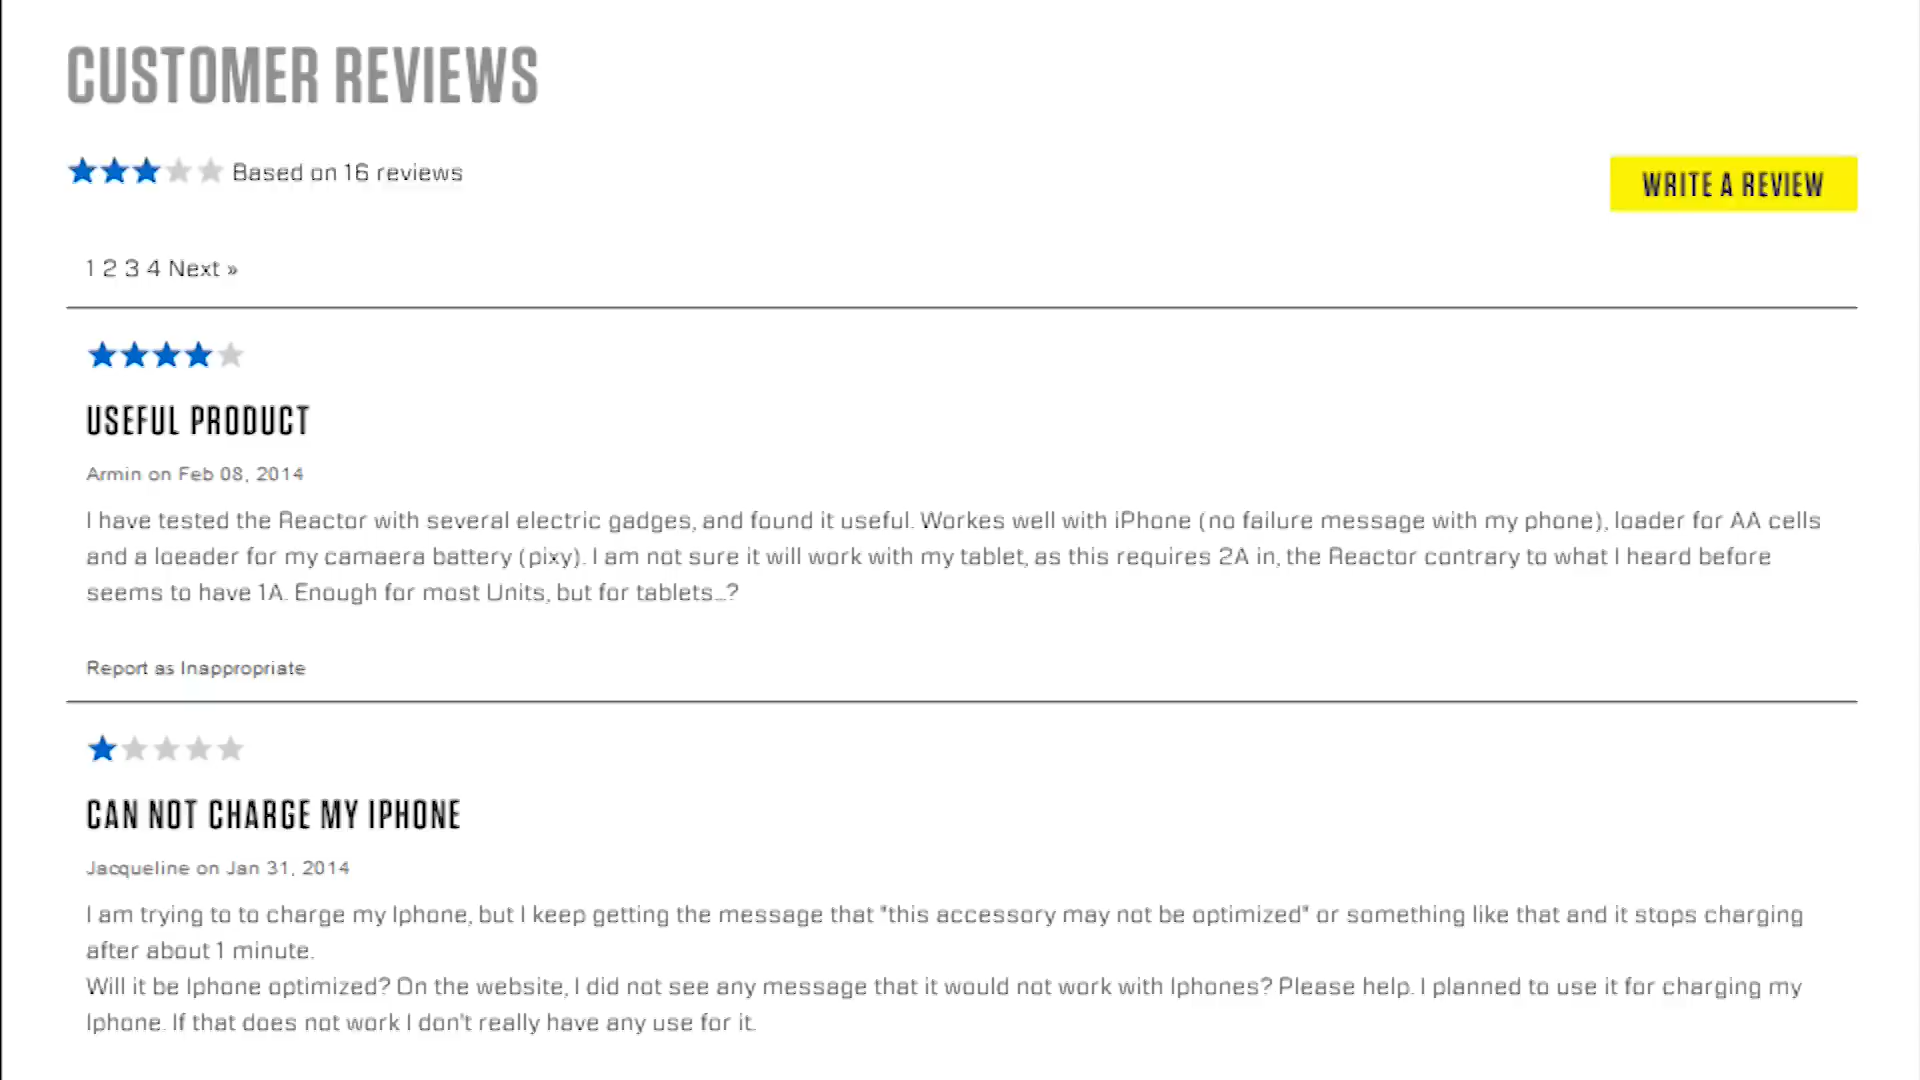 CUSTOMER REVIEWS
Based on 16 reviews
WRITE A REVIEW
1 2 3 4 Next »
USEFUL PRODUCT
Armin on Feb 08, 2014
I have tested the Reactor with several electric gadges, and found it useful. Workes well with iPhone (no failure message with my phone), loader for AA cells
and a loeader for my camaera battery (pixy). I am not sure it will work with my tablet, as this requires 2A in, the Reactor contrary to what I heard before
seems to have 1A. Enough for most Units, but for tablets...?
Report as Inappropriate
CAN NOT CHARGE MY IPHONE
Jacqueline on Jan 31, 2014
I am trying to to charge my Iphone, but I keep getting the message that "this accessory may not be optimized" or something like that and it stops charging
after about 1 minute.
Will it be Iphone optimized? On the website, I did not see any message that it would not work with Iphones? Please help. I planned to use it for charging my
Iphone. If that does not work I don't really have any use for it.